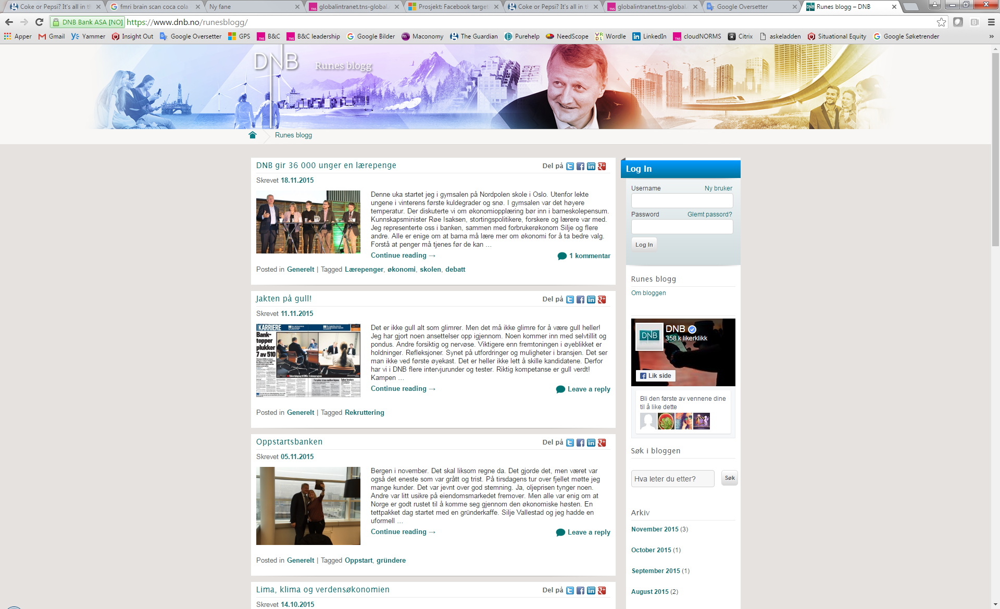 Coke or Pepsi? It's all in th
fmri brain scan coca cola
Ny fane
globalintranet.tns-global.
Prosjekt: Facebook target
Coke or Pepsi? It's all in th
globalintranet.tns-global.
Google Oversetter
Runes blogg – DNB
DNB Bank ASA [NO] https://www.dnb.no/runesblogg/
Apper Gmail Yammer Insight Out Google Oversetter GPS B&C B&C leadership Google Bilder Maconomy The Guardian Purehelp NeedScope Wordle LinkedIn cloudNORMS Citrix askeladden Situational Equity Google Søketrender »
DNB Runes blogg
Runes blogg
DNB gir 36 000 unger en lærepenge
Del på
Skrevet 18.11.2015
Denne uka startet jeg i gymsalen på Nordpolen skole i Oslo. Utenfor lekte
ungene i vinterens første kuldegrader og snø. I gymsalen var det høyere
temperatur. Der diskuterte vi om økonomiopplæring bør inn i barneskolepensum.
Kunnskapsminister Røe Isaksen, stortingspolitikere, forskere og lærere var med.
Jeg representerte oss i banken, sammen med forbrukerøkonom Silje og flere
andre. Alle er enige om at barna må lære mer om økonomi for å ta bedre valg.
Forstå at penger må tjenes før de kan …
Continue reading →
1 kommentar
Posted in Generelt | Tagged Lærepenger, økonomi, skolen, debatt
Jakten på gull!
Del på
Skrevet 11.11.2015
KARRIERE
Bank-
topper
plukker
7 av 510
Det er ikke gull alt som glimrer. Men det må ikke glimre for å være gull heller!
Jeg har gjort noen ansettelser opp igjennom. Noen kommer inn med selvtillit og
pondus. Andre forsiktig og nervøse. Viktigere enn fremtoningen i øyeblikket er
holdninger. Refleksjoner. Synet på utfordringer og muligheter i bransjen. Det ser
man ikke ved første øyekast. Det er heller ikke lett å skille kandidatene. Derfor
har vi i DNB flere intervjurunder og tester. Riktig kompetanse er gull verdt!
Kampen …
Continue reading →
Leave a reply
Posted in Generelt | Tagged Rekruttering
Oppstartsbanken
Del på
Skrevet 05.11.2015
Bergen i november. Det skal liksom regne da. Det gjorde det, men været var
også det eneste som var grått og trist. På tirsdagens tur over fjellet møtte jeg
mange kunder. Det var jevnt over god stemning. Ja, oljeprisen tynger noen.
Andre var litt usikre på eiendomsmarkedet fremover. Men alle var enig om at
Norge er godt rustet til å komme seg gjennom den økonomiske høsten. En
tettpakket dag startet med en gründerkaffe. Silje Vallestad og jeg hadde en
uformell …
Continue reading →
Leave a reply
Posted in Generelt | Tagged Oppstart, gründere
Lima, klima og verdensøkonomien
Del på
Skrevet 14.10.2015
Log In
Username Ny bruker
Password Glemt passord?
Log In
Runes blogg
Om bloggen
DNB
DNB
358 k likerklikk
Lik side
Bli den første av vennene dine
til å like dette
Søk i bloggen
Hva leter du etter? Søk
Arkiv
November 2015 (3)
October 2015 (1)
September 2015 (1)
August 2015 (2)